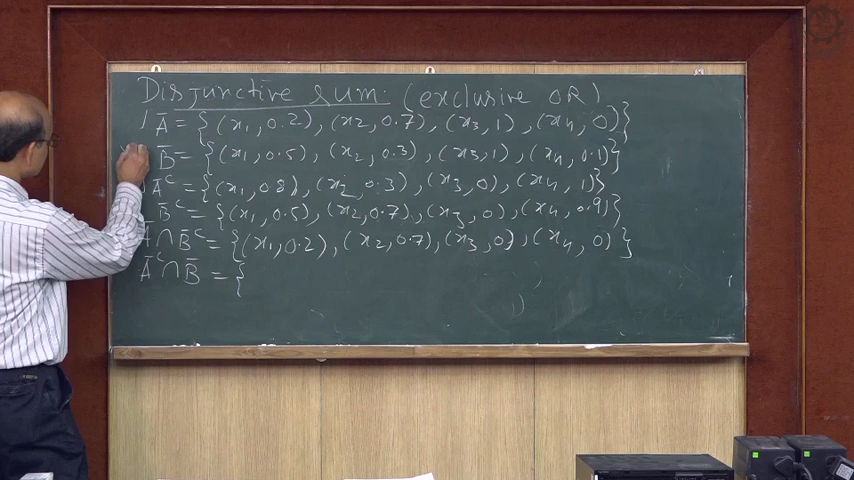 Disjunctive sum: (exclusive OR)
A̅ = {(x₁, 0.2), (x₂, 0.7), (x₃, 1), (x₄, 0)}
B̅ = {(x₁, 0.5), (x₂, 0.3), (x₃, 1), (x₄, 0.1)}
A̅ᶜ = {(x₁, 0.8), (x₂, 0.3), (x₃, 0), (x₄, 1)}
B̅ᶜ = {(x₁, 0.5), (x₂, 0.7), (x₃, 0), (x₄, 0.9)}
A̅ ∩ B̅ᶜ = {(x₁, 0.2), (x₂, 0.7), (x₃, 0), (x₄, 0)}
A̅ᶜ ∩ B̅ = {